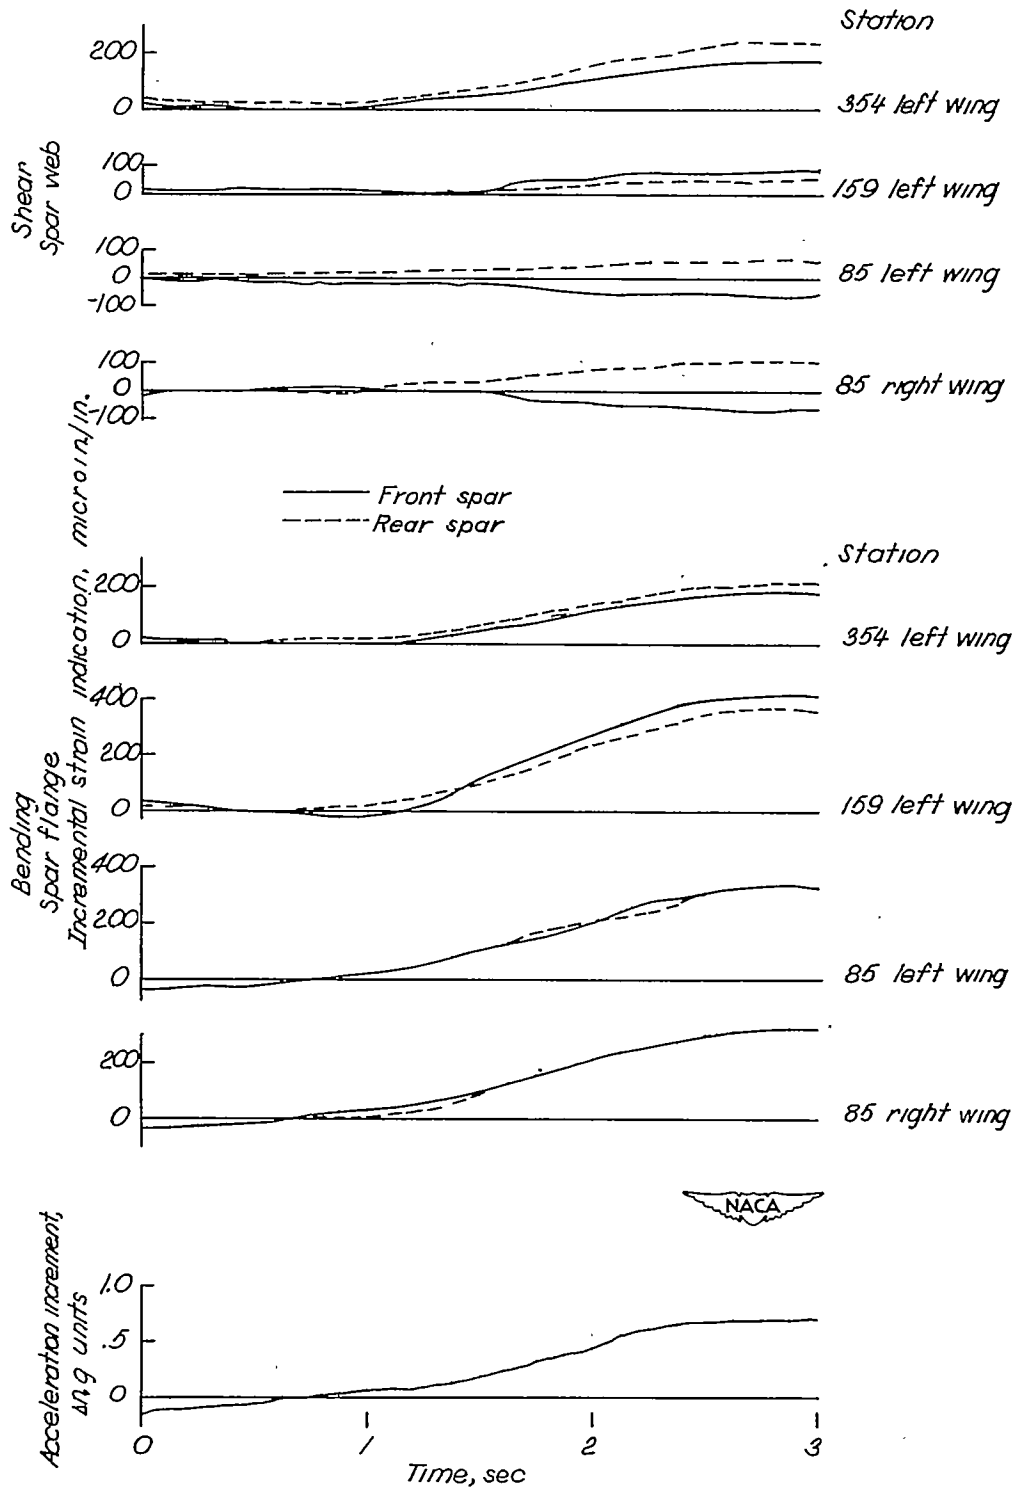 Station
200
0
354 left wing
Shear
Spar web
100
0
159 left wing
100
0
-100
85 left wing
100
0
-100
85 right wing
Front spar
Rear spar
Bending
Spar flange
Incremental strain indication, microin/in.
Station
200
0
354 left wing
400
200
0
159 left wing
400
200
0
85 left wing
200
0
85 right wing
NACA
Acceleration increment,
Δn, g units
1.0
.5
0
0 1 2 3
Time, sec